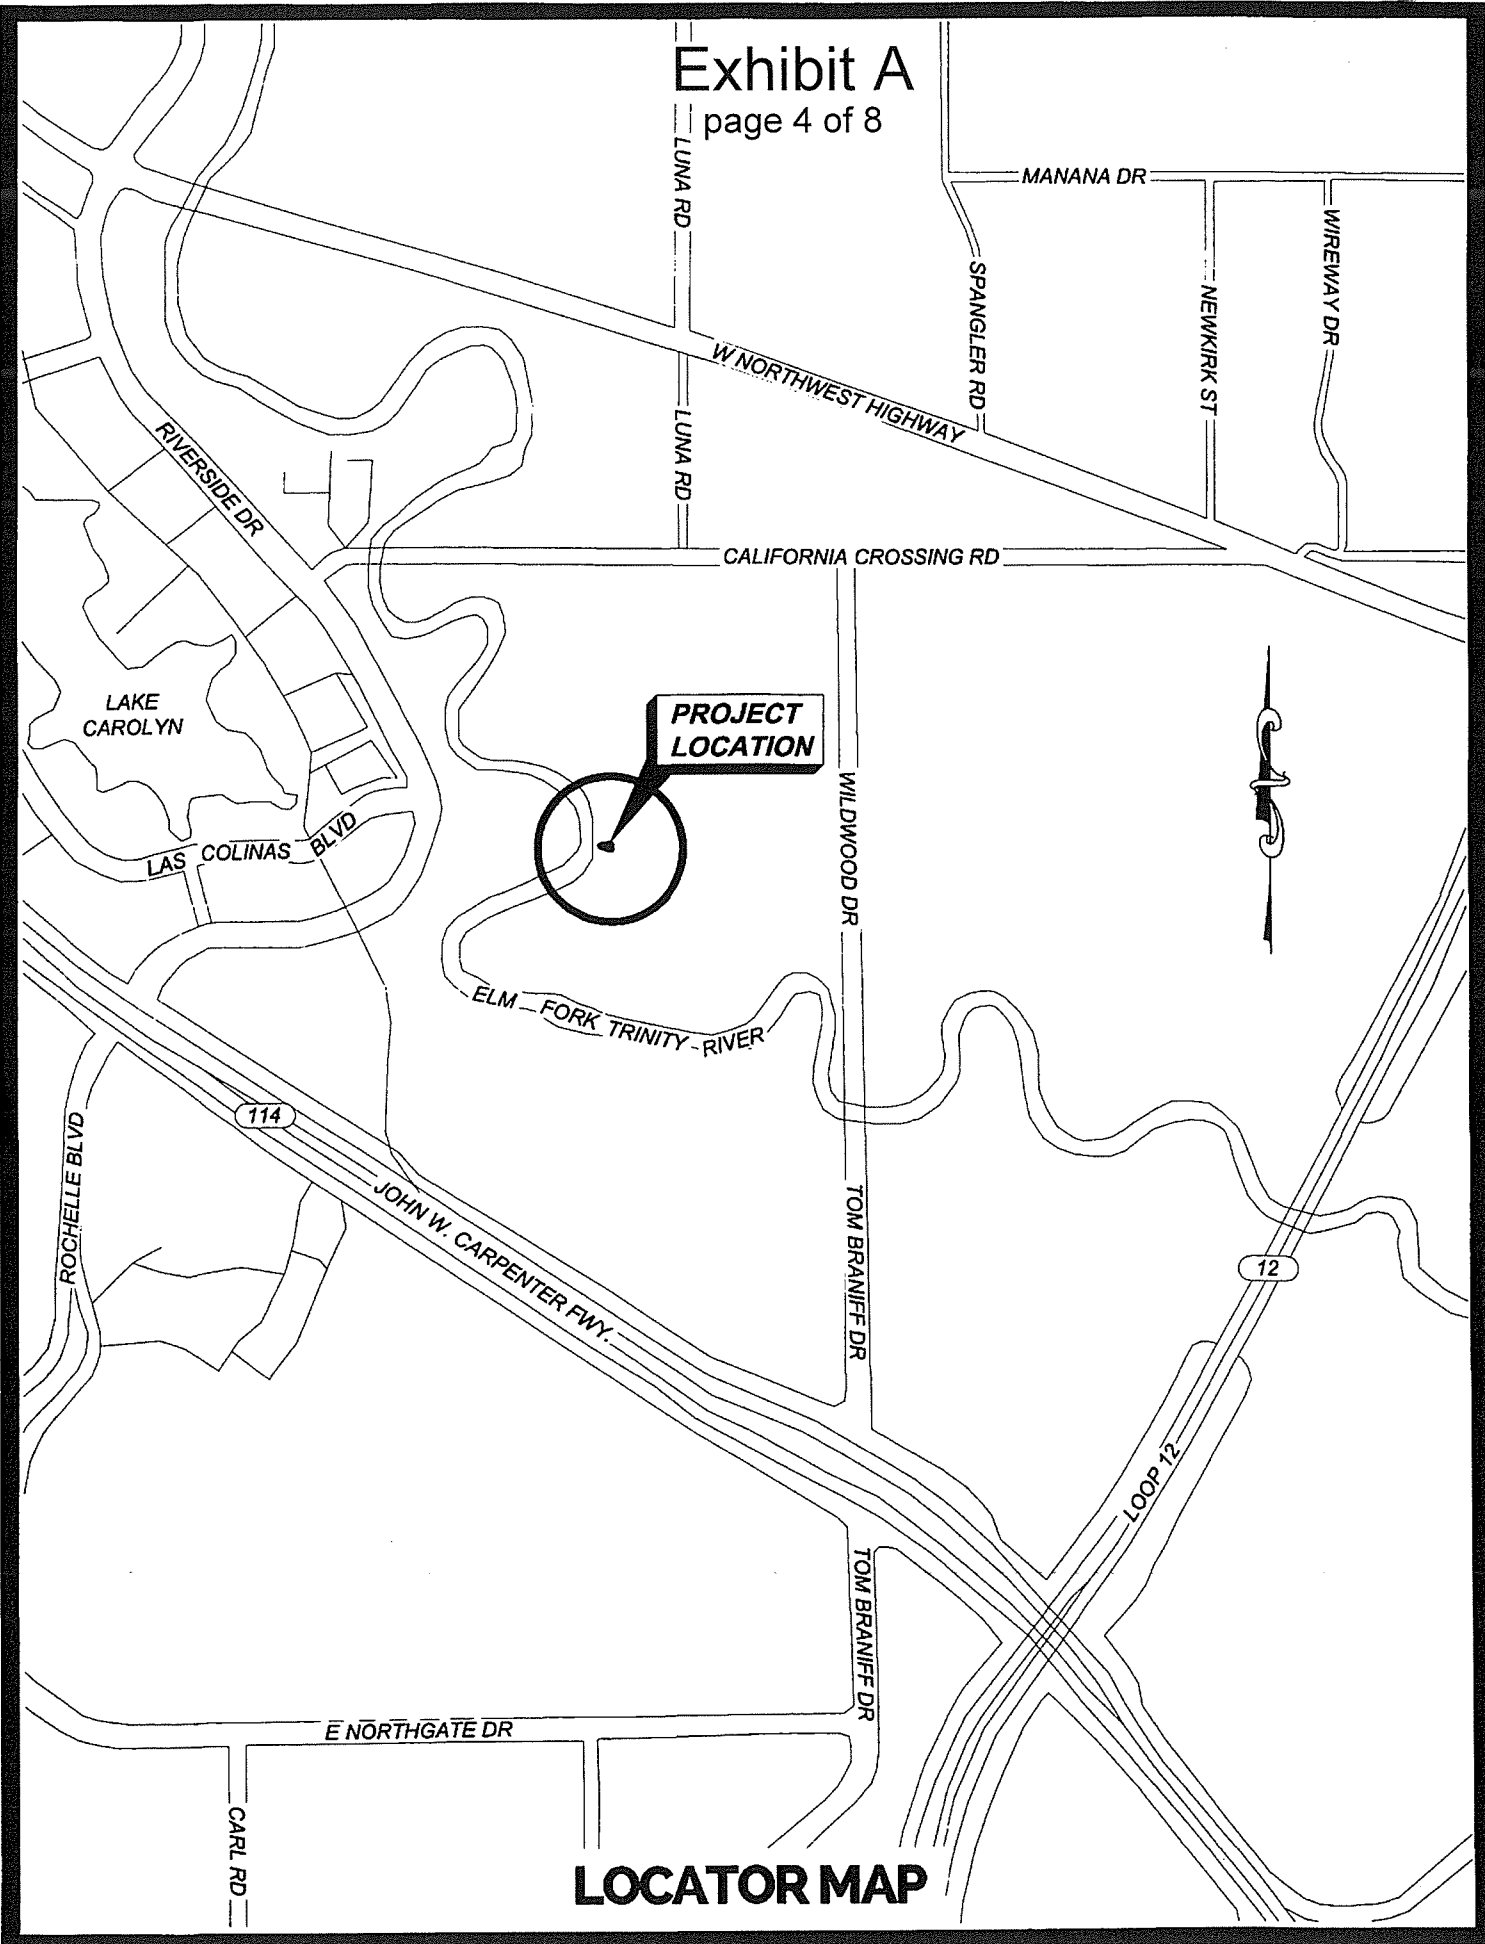 Exhibit A
page 4 of 8
LUNA RD
MANANA DR
WIREWAY DR
SPANGLER RD
NEWKIRK ST
W NORTHWEST HIGHWAY
LUNA RD
RIVERSIDE DR
CALIFORNIA CROSSING RD
LAKE
CAROLYN
PROJECT
LOCATION
WILDWOOD DR
LAS COLINAS BLVD
ELM FORK TRINITY RIVER
114
ROCHELLE BLVD
JOHN W. CARPENTER FWY.
TOM BRANIFF DR
12
LOOP 12
TOM BRANIFF DR
E NORTHGATE DR
CARL RD
LOCATOR MAP